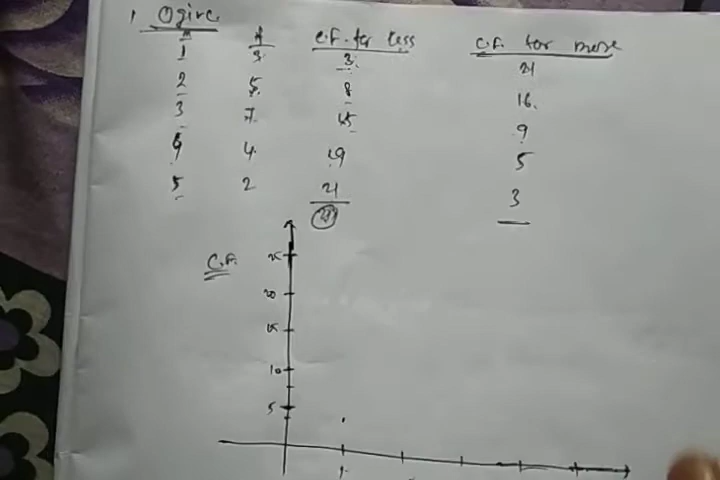 1 Ogive
x f C.F. for less C.F. for more
1 3 3 21
2 5 8 16
3 7 15 9
4 4 19 5
5 2 21 3
21
C.F.
25
20
15
10
5
1